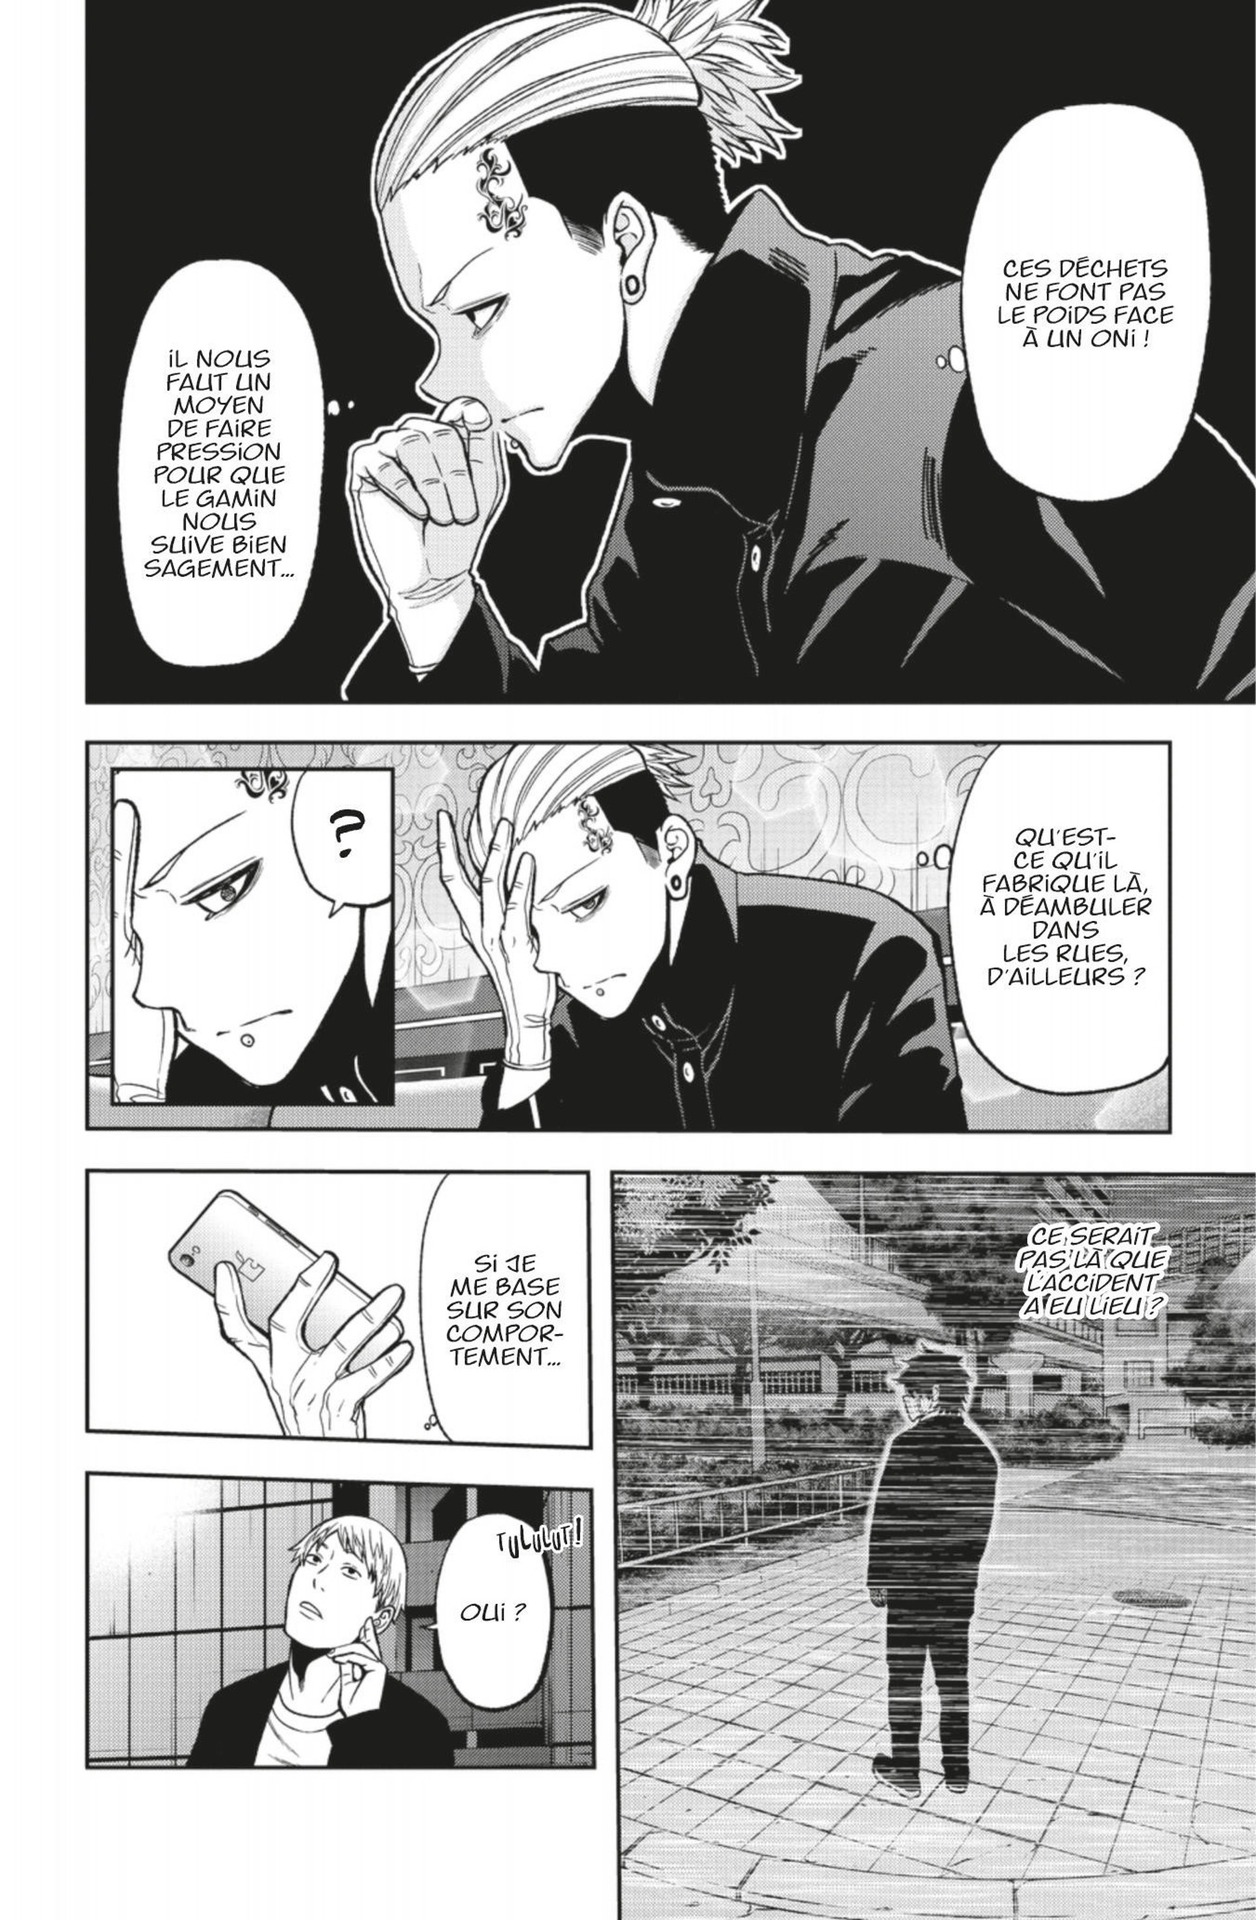 CES DÉCHETS
NE FONT PAS
LE POIDS FACE
À UN ONI !
IL NOUS
FAUT UN
MOYEN
DE FAIRE
PRESSION
POUR QUE
LE GAMIN
NOUS
SUIVE BIEN
SAGEMENT...
QU'EST-
CE QU'IL
FABRIQUE LÀ,
À DÉAMBULER
DANS
LES RUES,
D'AILLEURS ?
?
CE SERAIT
PAS LÀ QUE
L'ACCIDENT
A EU LIEU ?
SI JE
ME BASE
SUR SON
COMPOR-
TEMENT...
TULULUT!
OUI ?